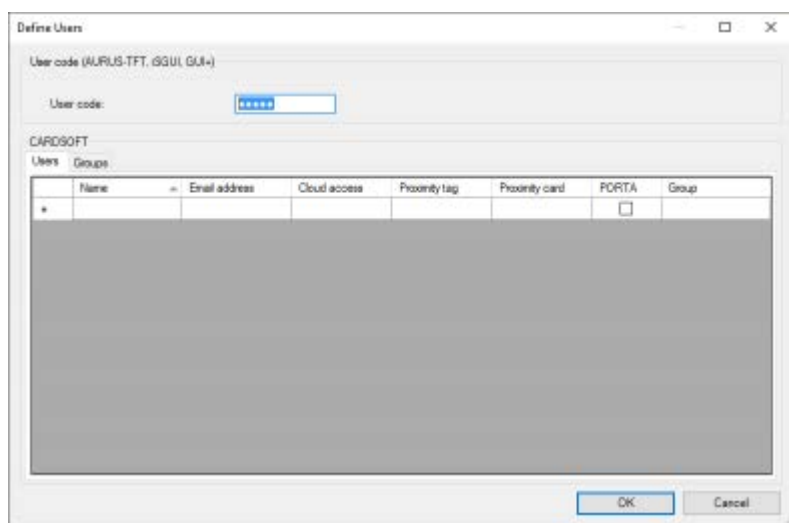 Define Users
User code (AURUS-TFT, iSGUI, GUI+)
User code:
CARDSOFT
Users Groups
Name Email address Cloud access Proximity tag Proximity card PORTA Group
OK Cancel